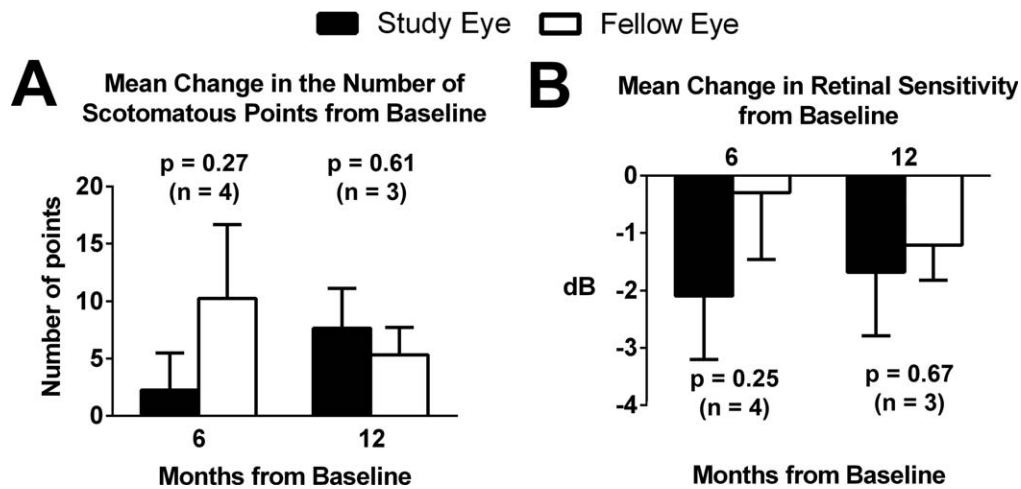 Study Eye Fellow Eye
A
Mean Change in the Number of
Scotomatous Points from Baseline
p = 0.27
(n = 4)
p = 0.61
(n = 3)
20
15
10
5
0
Number of points
6
12
Months from Baseline
B
Mean Change in Retinal Sensitivity
from Baseline
6
12
0
-1
-2
-3
-4
dB
p = 0.25
(n = 4)
p = 0.67
(n = 3)
Months from Baseline